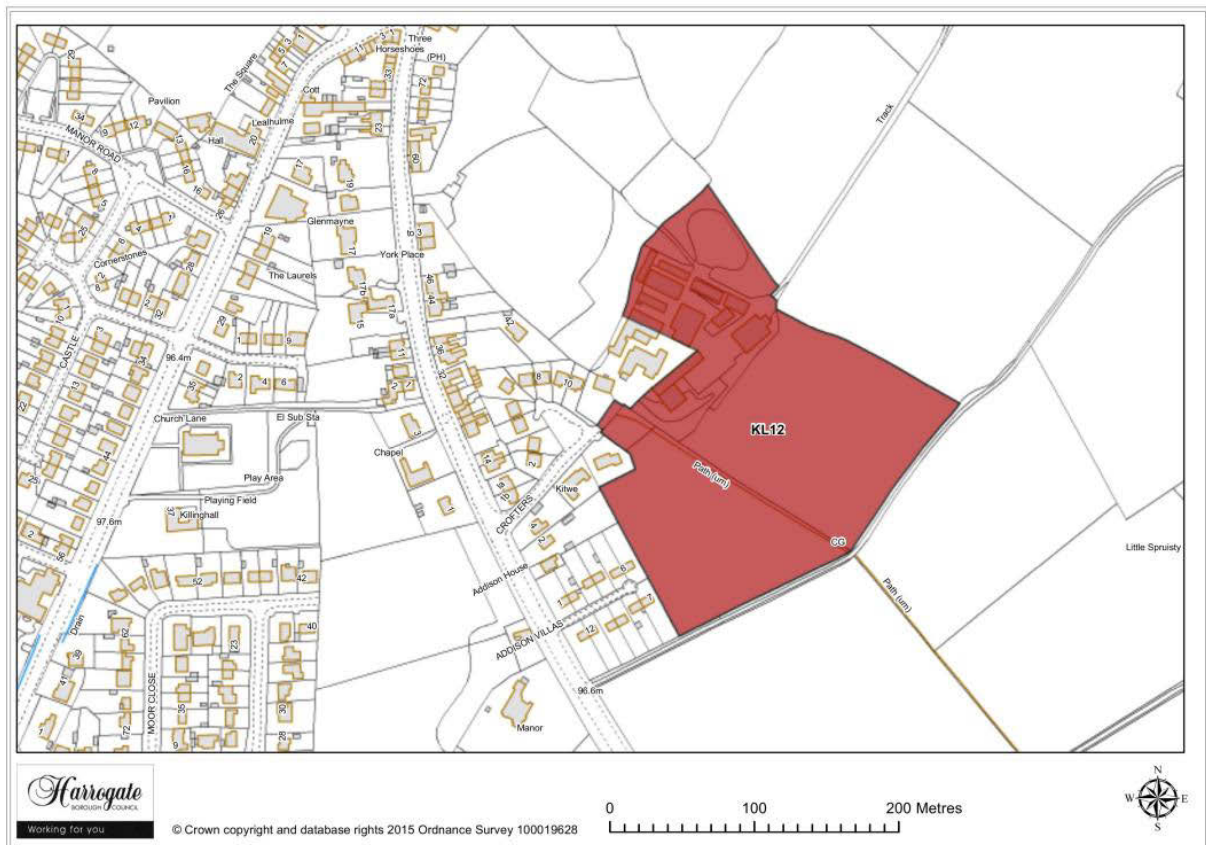 Three
Horseshoes
(PH)
The Square
Cott
Track
Pavilion
Lealhulme
Hall
MANOR ROAD
Glenmayne
York Place
Cornerstones
The Laurels
CASTLE
96.4m
Church Lane
El Sub Sta
KL12
Chapel
Play Area
Path (um)
Playing Field
Killinghall
Kitwe
CROFTERS
97.6m
CG
Little Spruisty
Addison House
Path (um)
Drain
ADDISON VILLAS
96.6m
MOOR CLOSE
Manor
Harrogate
BOROUGH COUNCIL
Working for you
© Crown copyright and database rights 2015 Ordnance Survey 100019628
0 100 200 Metres
N
W E
S